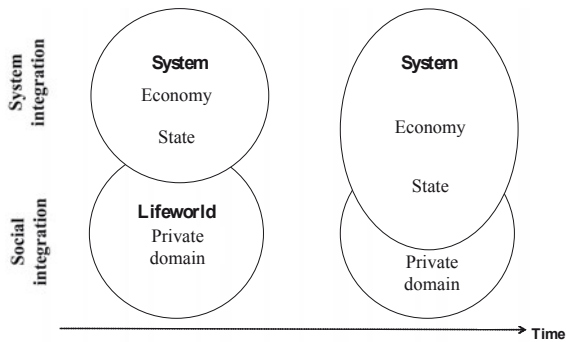 System
integration
Social
integration
System
Economy
State
Lifeworld
Private
domain
System
Economy
State
Private
domain
Time